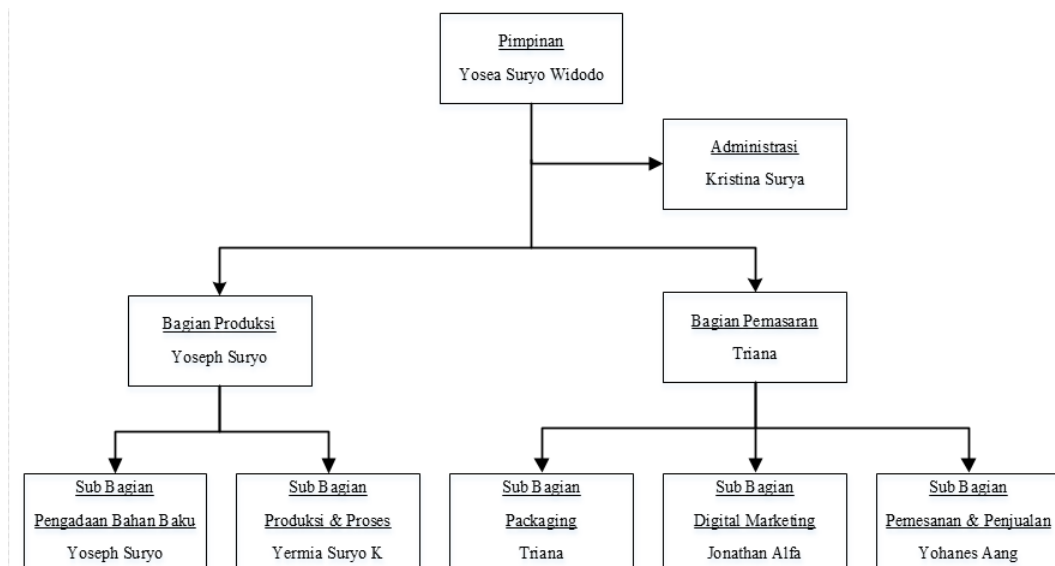 Pimpinan
Yosea Suryo Widodo
Administrasi
Kristina Surya
Bagian Produksi
Yoseph Suryo
Bagian Pemasaran
Triana
Sub Bagian
Pengadaan Bahan Baku
Yoseph Suryo
Sub Bagian
Produksi & Proses
Yermia Suryo K
Sub Bagian
Packaging
Triana
Sub Bagian
Digital Marketing
Jonathan Alfa
Sub Bagian
Pemesanan & Penjualan
Yohanes Aang